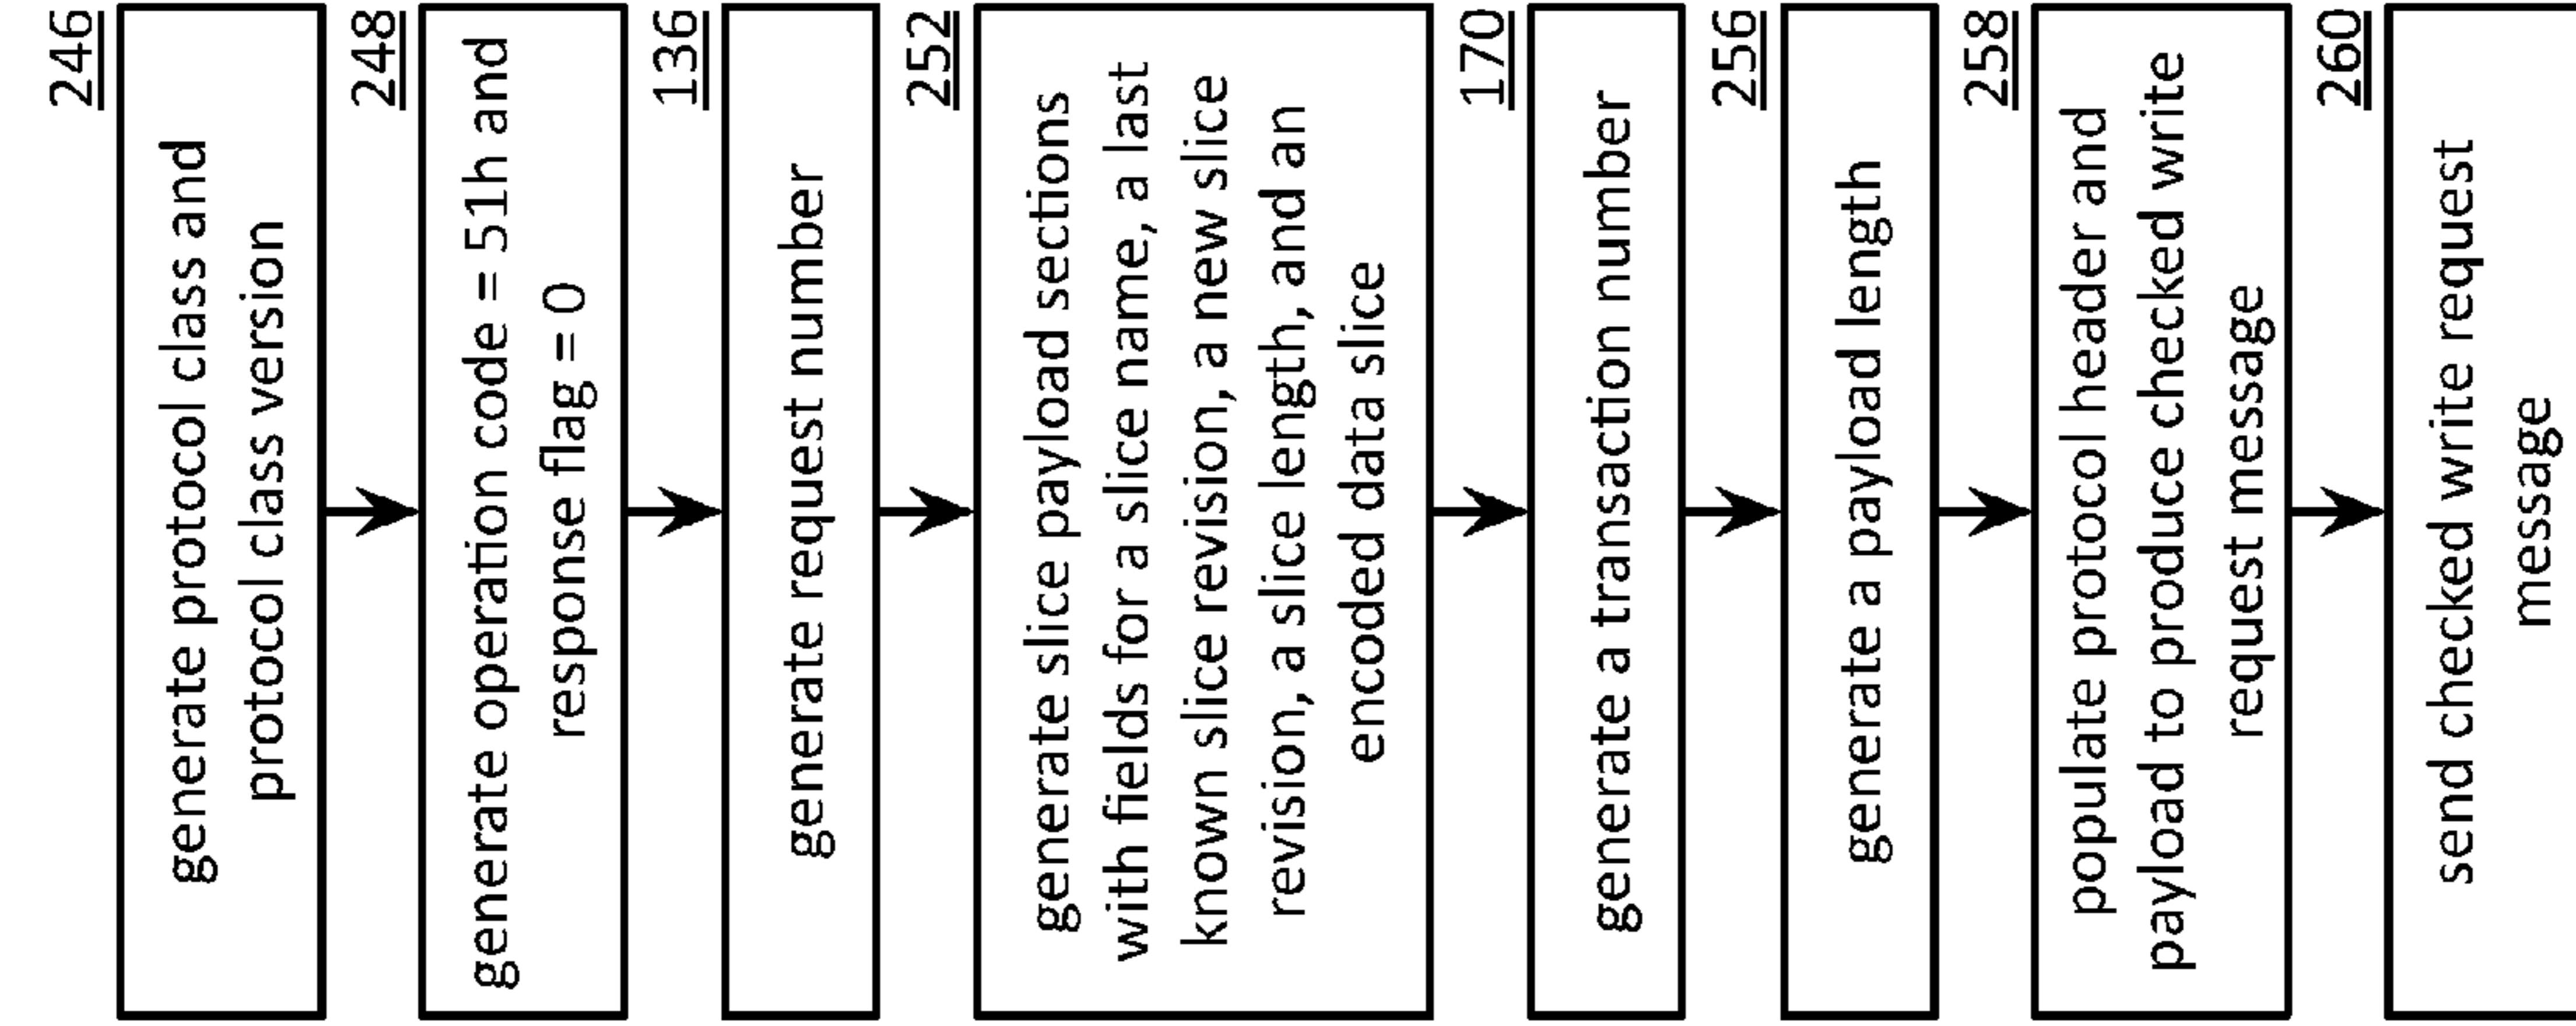 246
generate protocol class and
protocol class version
248
generate operation code = 51h and
response flag = 0
136
generate request number
252
generate slice payload sections
with fields for a slice name, a last
known slice revision, a new slice
revision, a slice length, and an
encoded data slice
170
generate a transaction number
256
generate a payload length
258
populate protocol header and
payload to produce checked write
request message
260
send checked write request
message